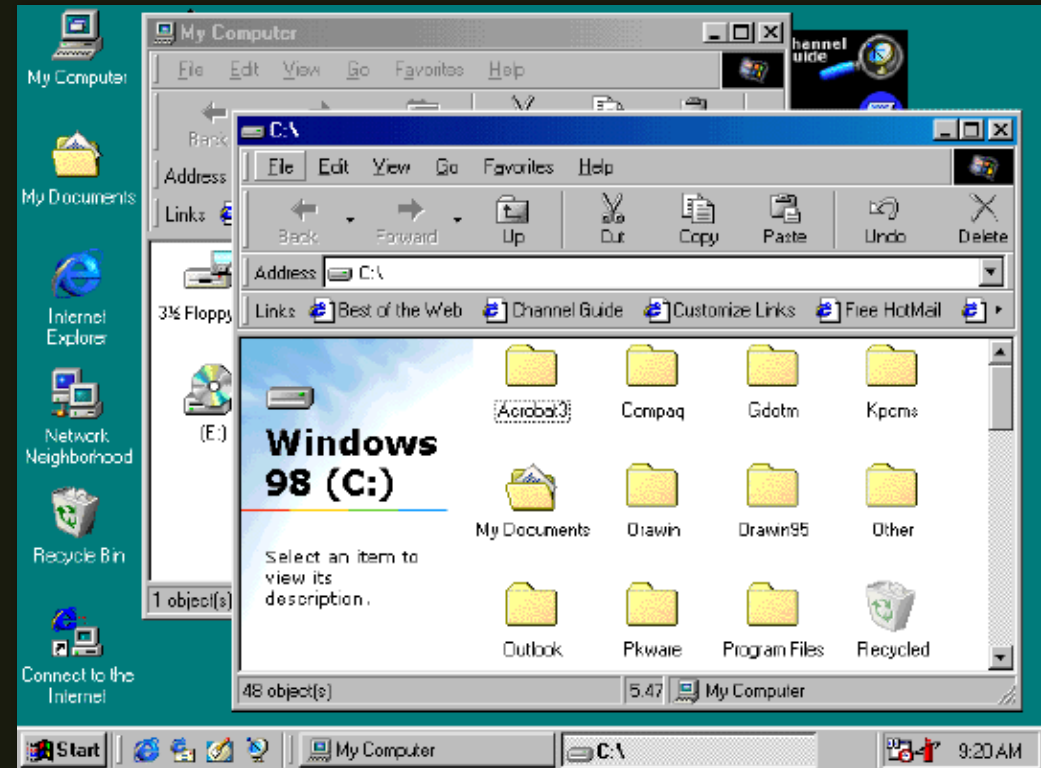 My Computer
My Documents
Internet
Explorer
Network
Neighborhood
Recycle Bin
Connect to the
Internet
My Computer
File Edit View Go Favorites Help
Back
Address
Links
3½ Floppy
(E:)
1 object(s)
hannel
uide
C:\
File Edit View Go Favorites Help
Back Forward Up Cut Copy Paste Undo Delete
Address C:\
Links Best of the Web Channel Guide Customize Links Free HotMail
Windows
98 (C:)
Select an item to
view its
description.
Acrobat3 Compaq Gdotm Kpcms
My Documents Orawin Orawin95 Other
Outlook Pkware Program Files Recycled
48 object(s) 5.47 My Computer
Start My Computer C:\ 9:20 AM